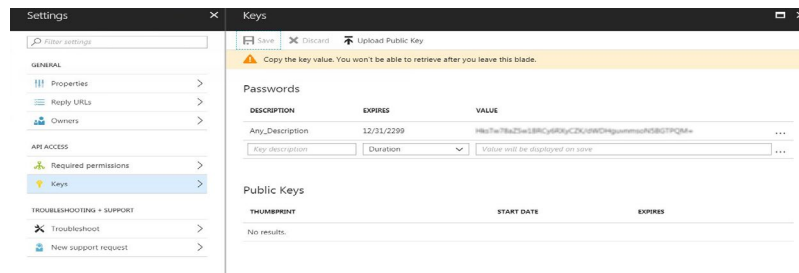 Settings
Keys
Filter settings
Save Discard Upload Public Key
Copy the key value. You won't be able to retrieve after you leave this blade.
GENERAL
Properties
Reply URLs
Owners
API ACCESS
Required permissions
Keys
TROUBLESHOOTING + SUPPORT
Troubleshoot
New support request
Passwords
DESCRIPTION EXPIRES VALUE
Any_Description 12/31/2299
Key description Duration Value will be displayed on save
Public Keys
THUMBPRINT START DATE EXPIRES
No results.